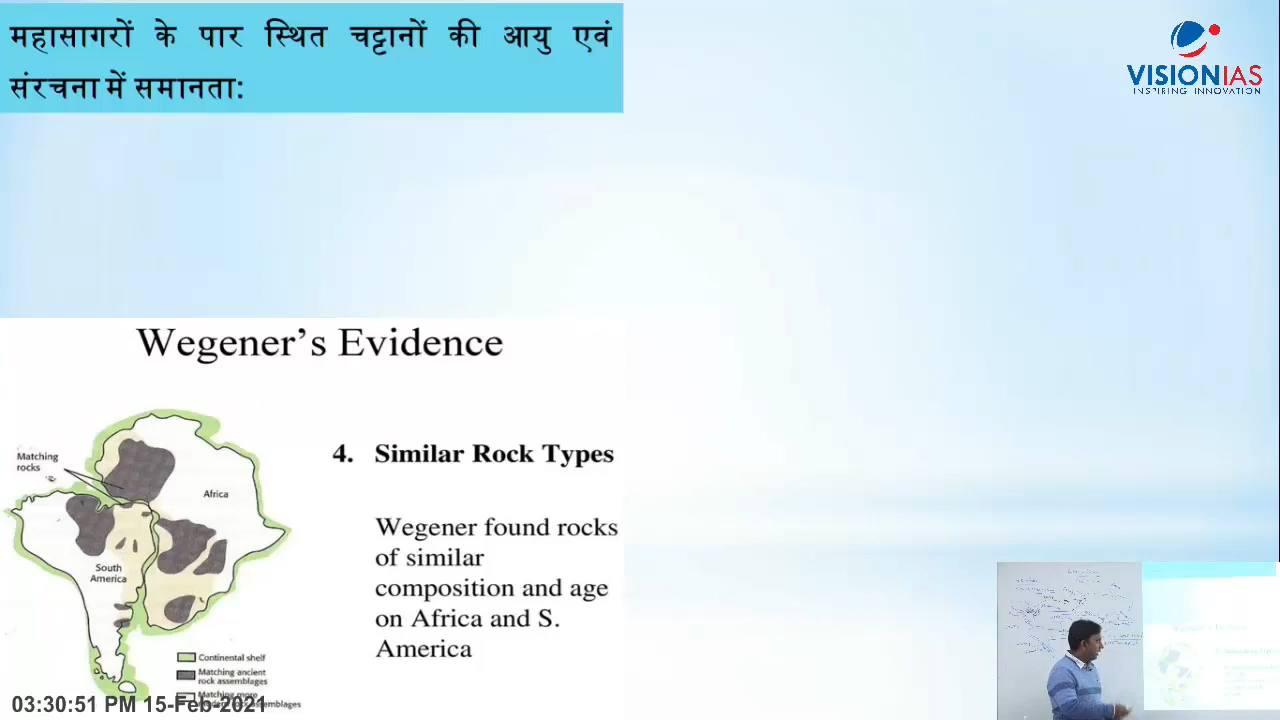 महासागरों के पार स्थित चट्टानों की आयु एवं
संरचना में समानता:
VISIONIAS
INSPIRING INNOVATION
Wegener's Evidence
Matching
rocks
Africa
South
America
4. Similar Rock Types
Wegener found rocks
of similar
composition and age
on Africa and S.
America
Continental shelf
Matching ancient
rock assemblages
Matching more
rock assemblages
03:30:51 PM 15-Feb-2021